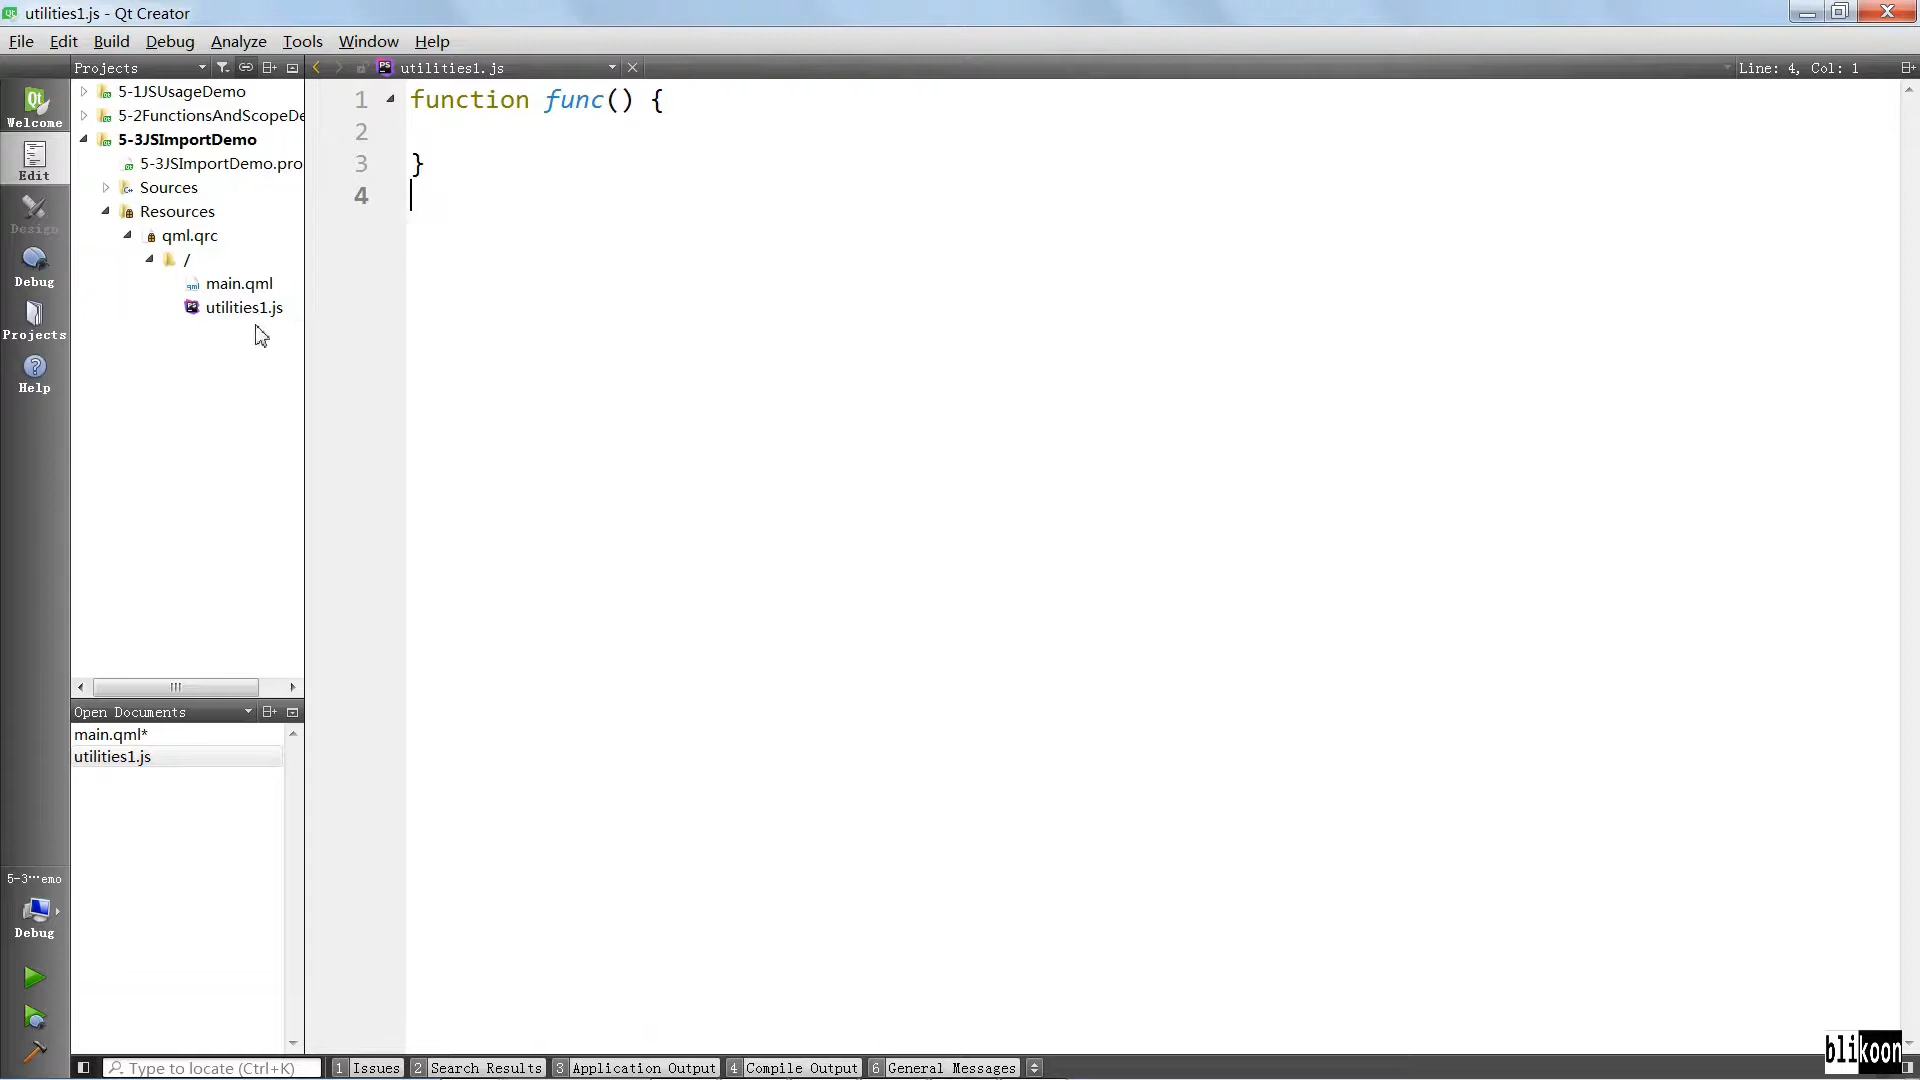 utilities1.js - Qt Creator
File Edit Build Debug Analyze Tools Window Help
Projects
utilities1.js
Line: 4, Col: 1
Welcome
Edit
Design
Debug
Projects
Help
5-1JSUsageDemo
5-2FunctionsAndScopeDe
5-3JSImportDemo
5-3JSImportDemo.pro
Sources
Resources
qml.qrc
/
main.qml
utilities1.js
1 function func() {
2
3 }
4
Open Documents
main.qml*
utilities1.js
5-3···emo
Debug
Type to locate (Ctrl+K)
1 Issues 2 Search Results 3 Application Output 4 Compile Output 6 General Messages
blikoon